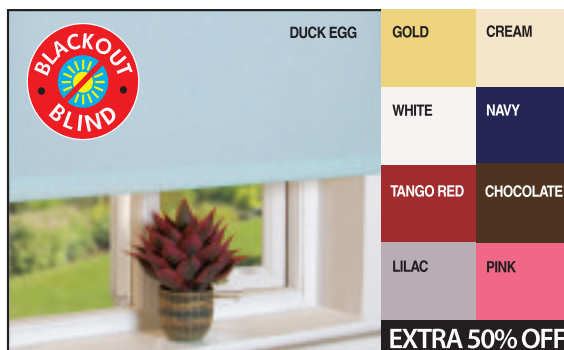 BLACKOUT
BLIND
DUCK EGG
GOLD
CREAM
WHITE
NAVY
TANGO RED
CHOCOLATE
LILAC
PINK
EXTRA 50% OFF